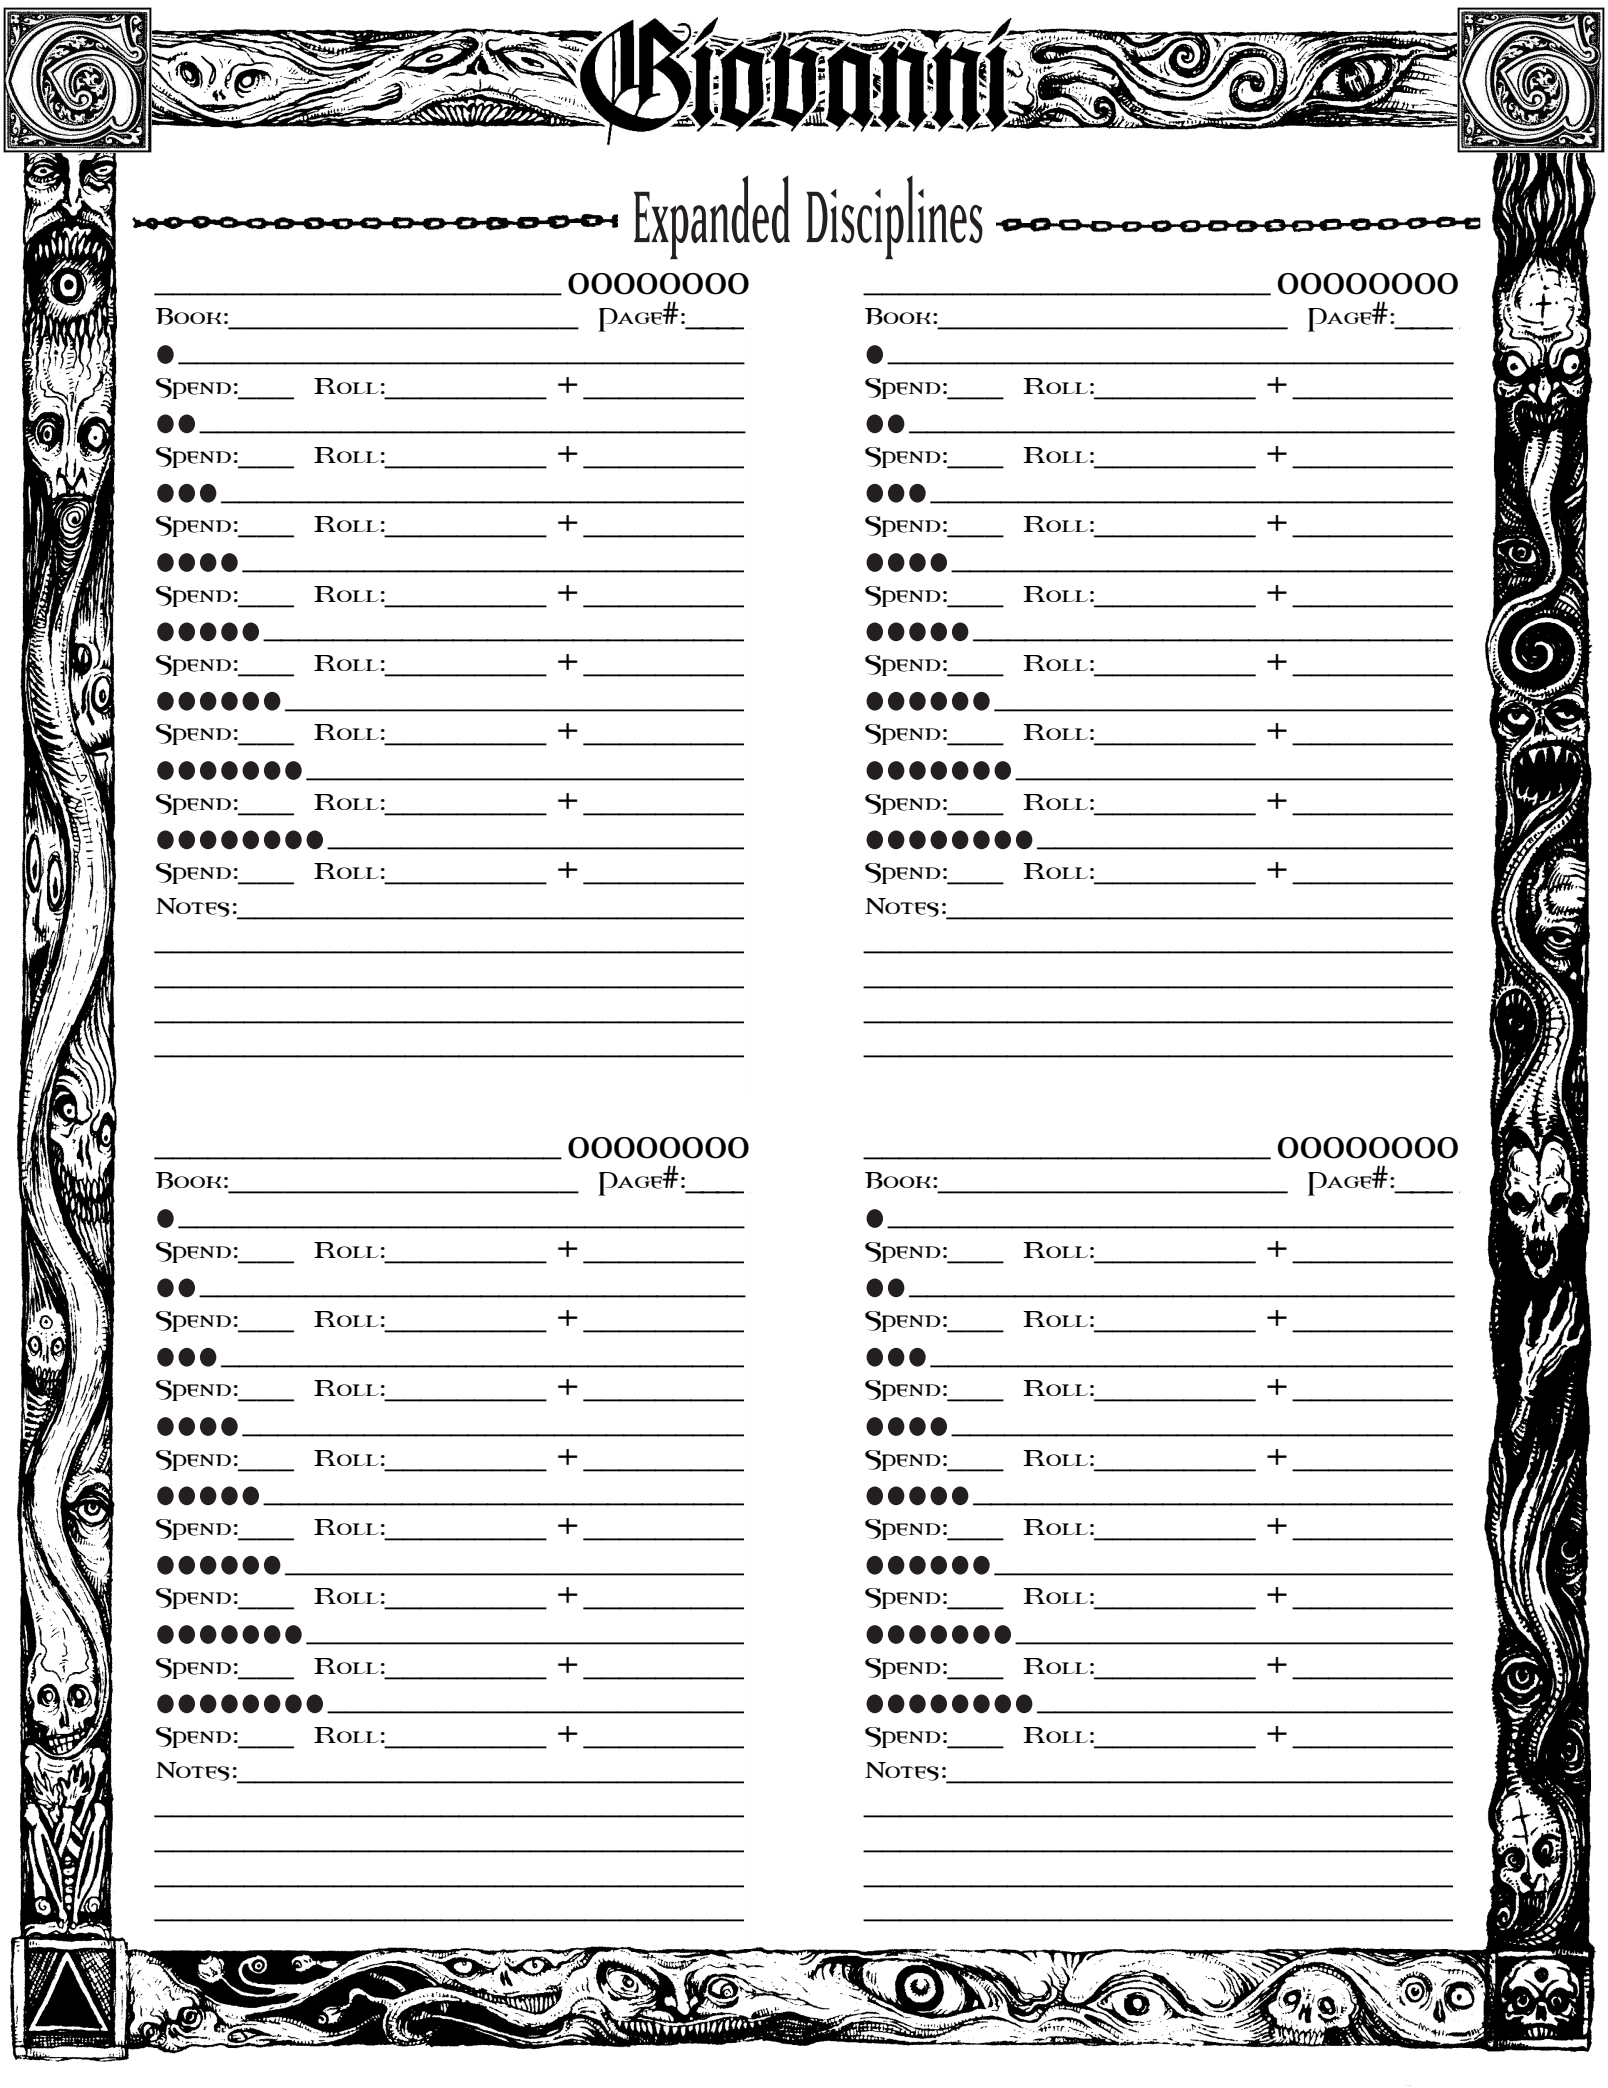 G
Giovanni
G
Expanded Disciplines
OOOOOOOO
Book: Page#:
●
Spend: Roll: +
●●
Spend: Roll: +
●●●
Spend: Roll: +
●●●●
Spend: Roll: +
●●●●●
Spend: Roll: +
●●●●●●
Spend: Roll: +
●●●●●●●
Spend: Roll: +
●●●●●●●●
Spend: Roll: +
Notes:
OOOOOOOO
Book: Page#:
●
Spend: Roll: +
●●
Spend: Roll: +
●●●
Spend: Roll: +
●●●●
Spend: Roll: +
●●●●●
Spend: Roll: +
●●●●●●
Spend: Roll: +
●●●●●●●
Spend: Roll: +
●●●●●●●●
Spend: Roll: +
Notes:
OOOOOOOO
Book: Page#:
●
Spend: Roll: +
●●
Spend: Roll: +
●●●
Spend: Roll: +
●●●●
Spend: Roll: +
●●●●●
Spend: Roll: +
●●●●●●
Spend: Roll: +
●●●●●●●
Spend: Roll: +
●●●●●●●●
Spend: Roll: +
Notes:
OOOOOOOO
Book: Page#:
●
Spend: Roll: +
●●
Spend: Roll: +
●●●
Spend: Roll: +
●●●●
Spend: Roll: +
●●●●●
Spend: Roll: +
●●●●●●
Spend: Roll: +
●●●●●●●
Spend: Roll: +
●●●●●●●●
Spend: Roll: +
Notes: